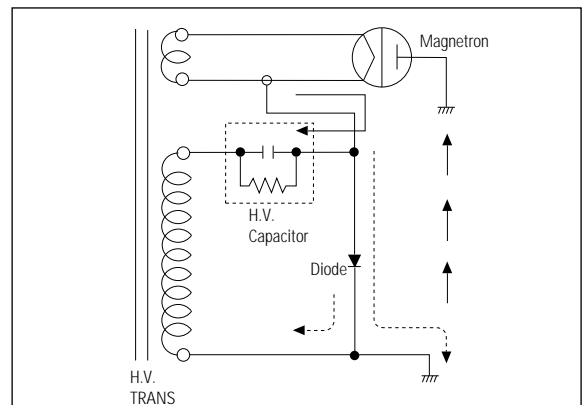 Magnetron
H.V.
Capacitor
Diode
H.V.
TRANS